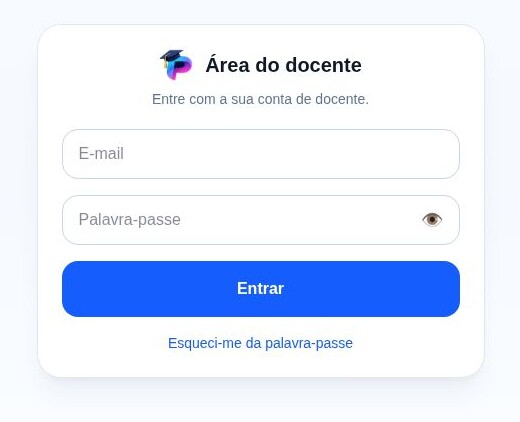 Área do docente
Entre com a sua conta de docente.
E-mail
Palavra-passe
Entrar
Esqueci-me da palavra-passe